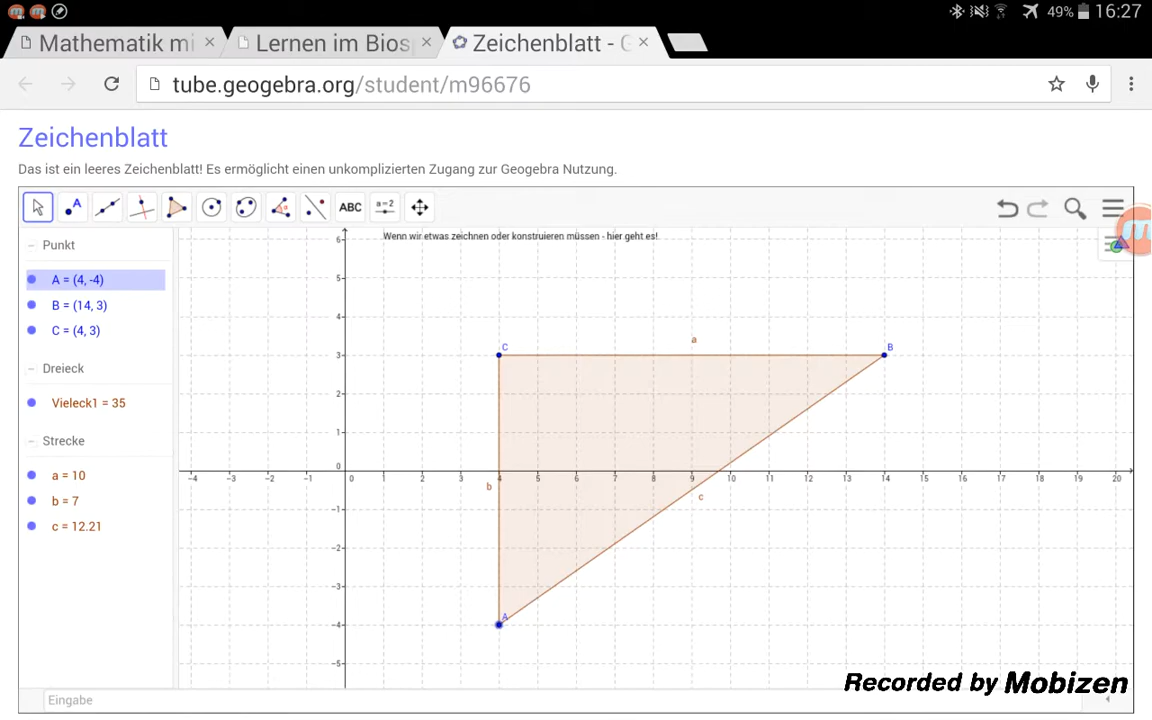 49% 16:27
Mathematik mi × Lernen im Biosp × Zeichenblatt - G ×
tube.geogebra.org/student/m96676
Zeichenblatt
Das ist ein leeres Zeichenblatt! Es ermöglicht einen unkomplizierten Zugang zur Geogebra Nutzung.
A ABC a=2
Wenn wir etwas zeichnen oder konstruieren müssen - hier geht es!
Punkt
A = (4, -4)
B = (14, 3)
C = (4, 3)
Dreieck
Vieleck1 = 35
Strecke
a = 10
b = 7
c = 12.21
6
5
4
3
2
1
0
-1
-2
-3
-4
-5
-4 -3 -2 -1 0 1 2 3 4 5 6 7 8 9 10 11 12 13 14 15 16 17 18 19 20
C a B
b c
A
Eingabe
Recorded by Mobizen